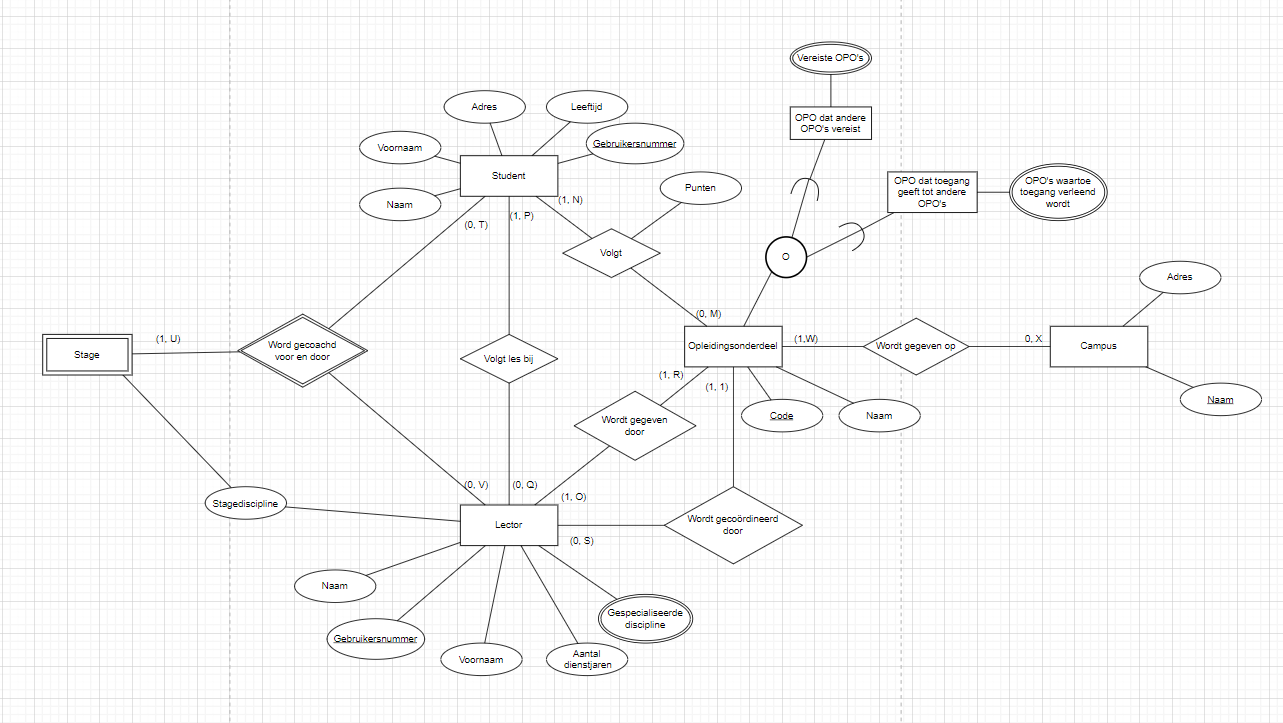 Vereiste OPO's
OPO dat andere
OPO's vereist
Adres
Leeftijd
Voornaam
Gebruikersnummer
Student
Naam
Punten
OPO dat toegang
geeft tot andere
OPO's
OPO's waartoe
toegang verleend
wordt
(0, T)
(1, P)
(1, N)
Volgt
O
Adres
(0, M)
Stage
(1, U)
Word gecoachd
voor en door
Volgt les bij
Opleidingsonderdeel
(1,W)
Wordt gegeven op
0, X
Campus
(1, R)
(1, 1)
Naam
Code
Naam
Wordt gegeven
door
(0, V)
(0, Q)
(1, O)
Stagediscipline
Lector
(0, S)
Wordt gecoördineerd
door
Naam
Gespecialiseerde
discipline
Gebruikersnummer
Voornaam
Aantal
dienstjaren